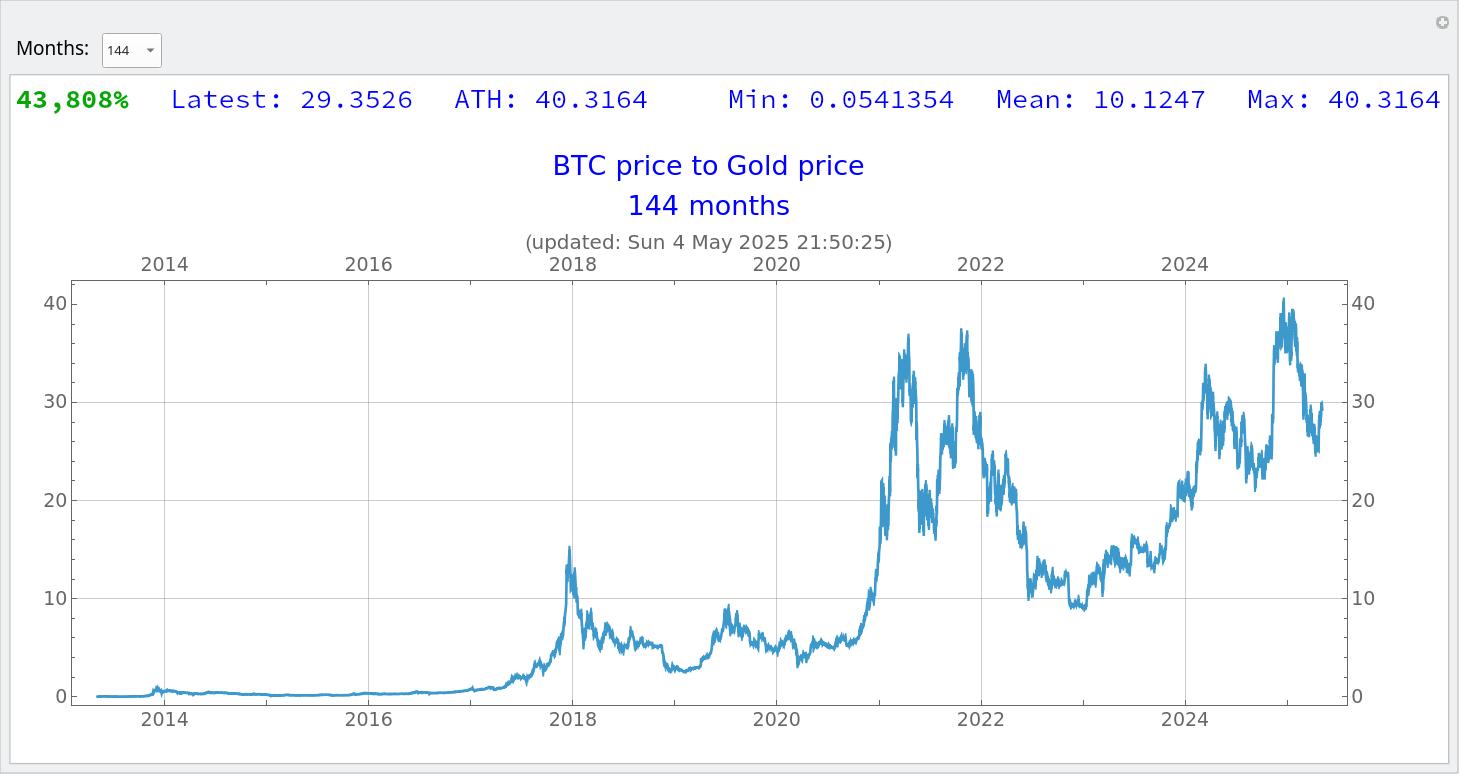 Months: 144
43,808% Latest: 29.3526 ATH: 40.3164 Min: 0.0541354 Mean: 10.1247 Max: 40.3164
BTC price to Gold price
144 months
(updated: Sun 4 May 2025 21:50:25)
2014 2016 2018 2020 2022 2024
40 40
30 30
20 20
10 10
0 0
2014 2016 2018 2020 2022 2024